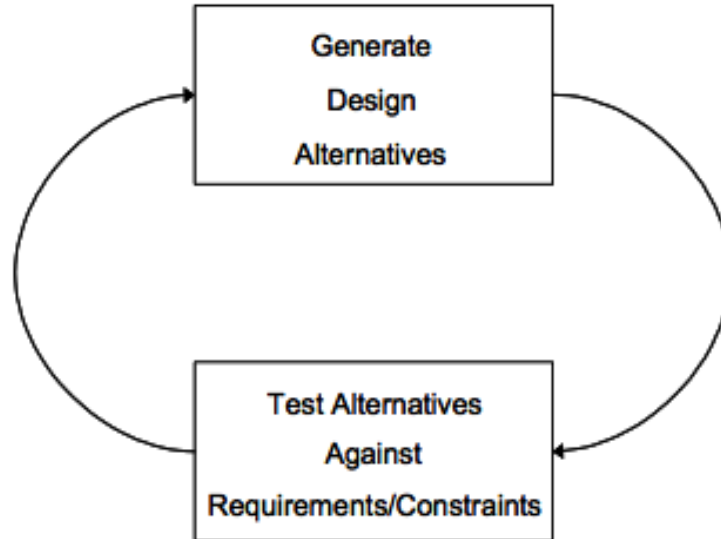 Generate
Design
Alternatives
Test Alternatives
Against
Requirements/Constraints